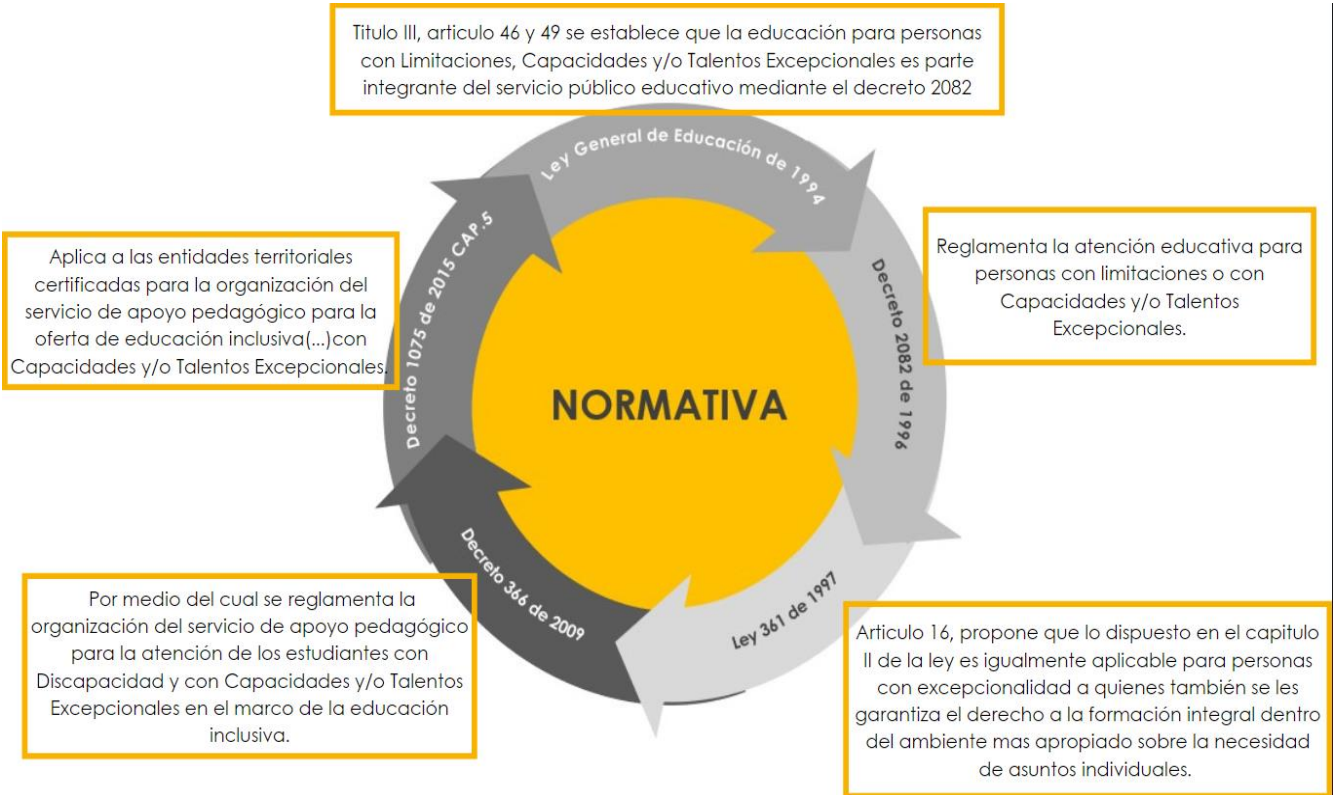 Titulo III, articulo 46 y 49 se establece que la educación para personas
con Limitaciones, Capacidades y/o Talentos Excepcionales es parte
integrante del servicio público educativo mediante el decreto 2082
Ley General de Educación de 1994
Reglamenta la atención educativa para
personas con limitaciones o con
Capacidades y/o Talentos
Excepcionales.
Decreto 2082 de 1996
Articulo 16, propone que lo dispuesto en el capitulo
II de la ley es igualmente aplicable para personas
con excepcionalidad a quienes también se les
garantiza el derecho a la formación integral dentro
del ambiente mas apropiado sobre la necesidad
de asuntos individuales.
Ley 361 de 1997
Por medio del cual se reglamenta la
organización del servicio de apoyo pedagógico
para la atención de los estudiantes con
Discapacidad y con Capacidades y/o Talentos
Excepcionales en el marco de la educación
inclusiva.
Decreto 366 de 2009
Aplica a las entidades territoriales
certificadas para la organización del
servicio de apoyo pedagógico para la
oferta de educación inclusiva(...)con
Capacidades y/o Talentos Excepcionales.
Decreto 1075 de 2015 CAP.5
NORMATIVA